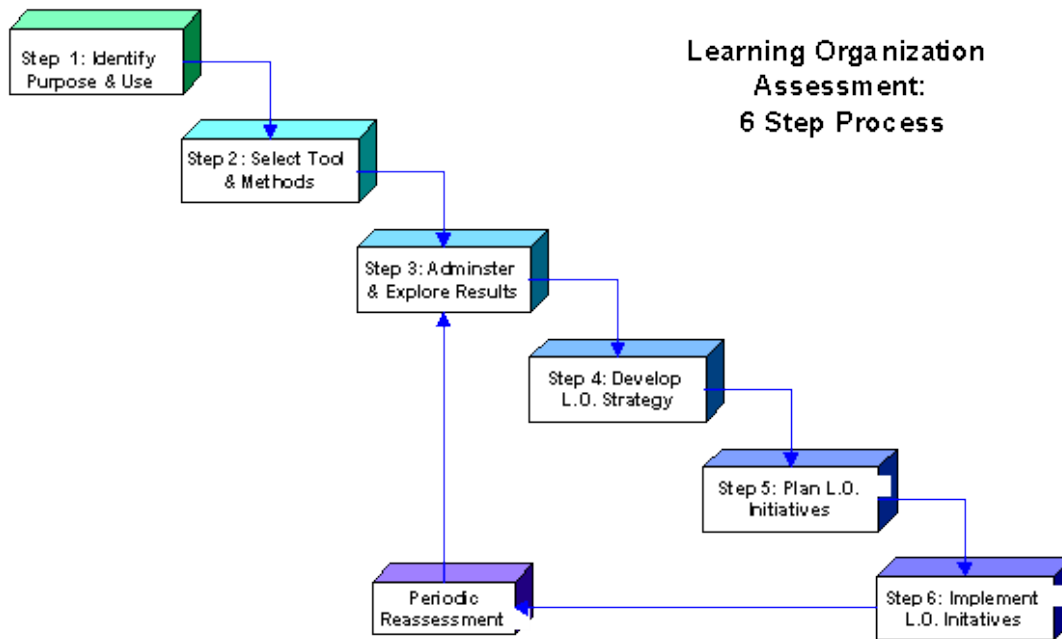 Learning Organization
Assessment:
6 Step Process
Step 1: Identify
Purpose & Use
Step 2: Select Tool
& Methods
Step 3: Adminster
& Explore Results
Step 4: Develop
L.O. Strategy
Step 5: Plan L.O.
Initiatives
Step 6: Implement
L.O. Initatives
Periodic
Reassessment